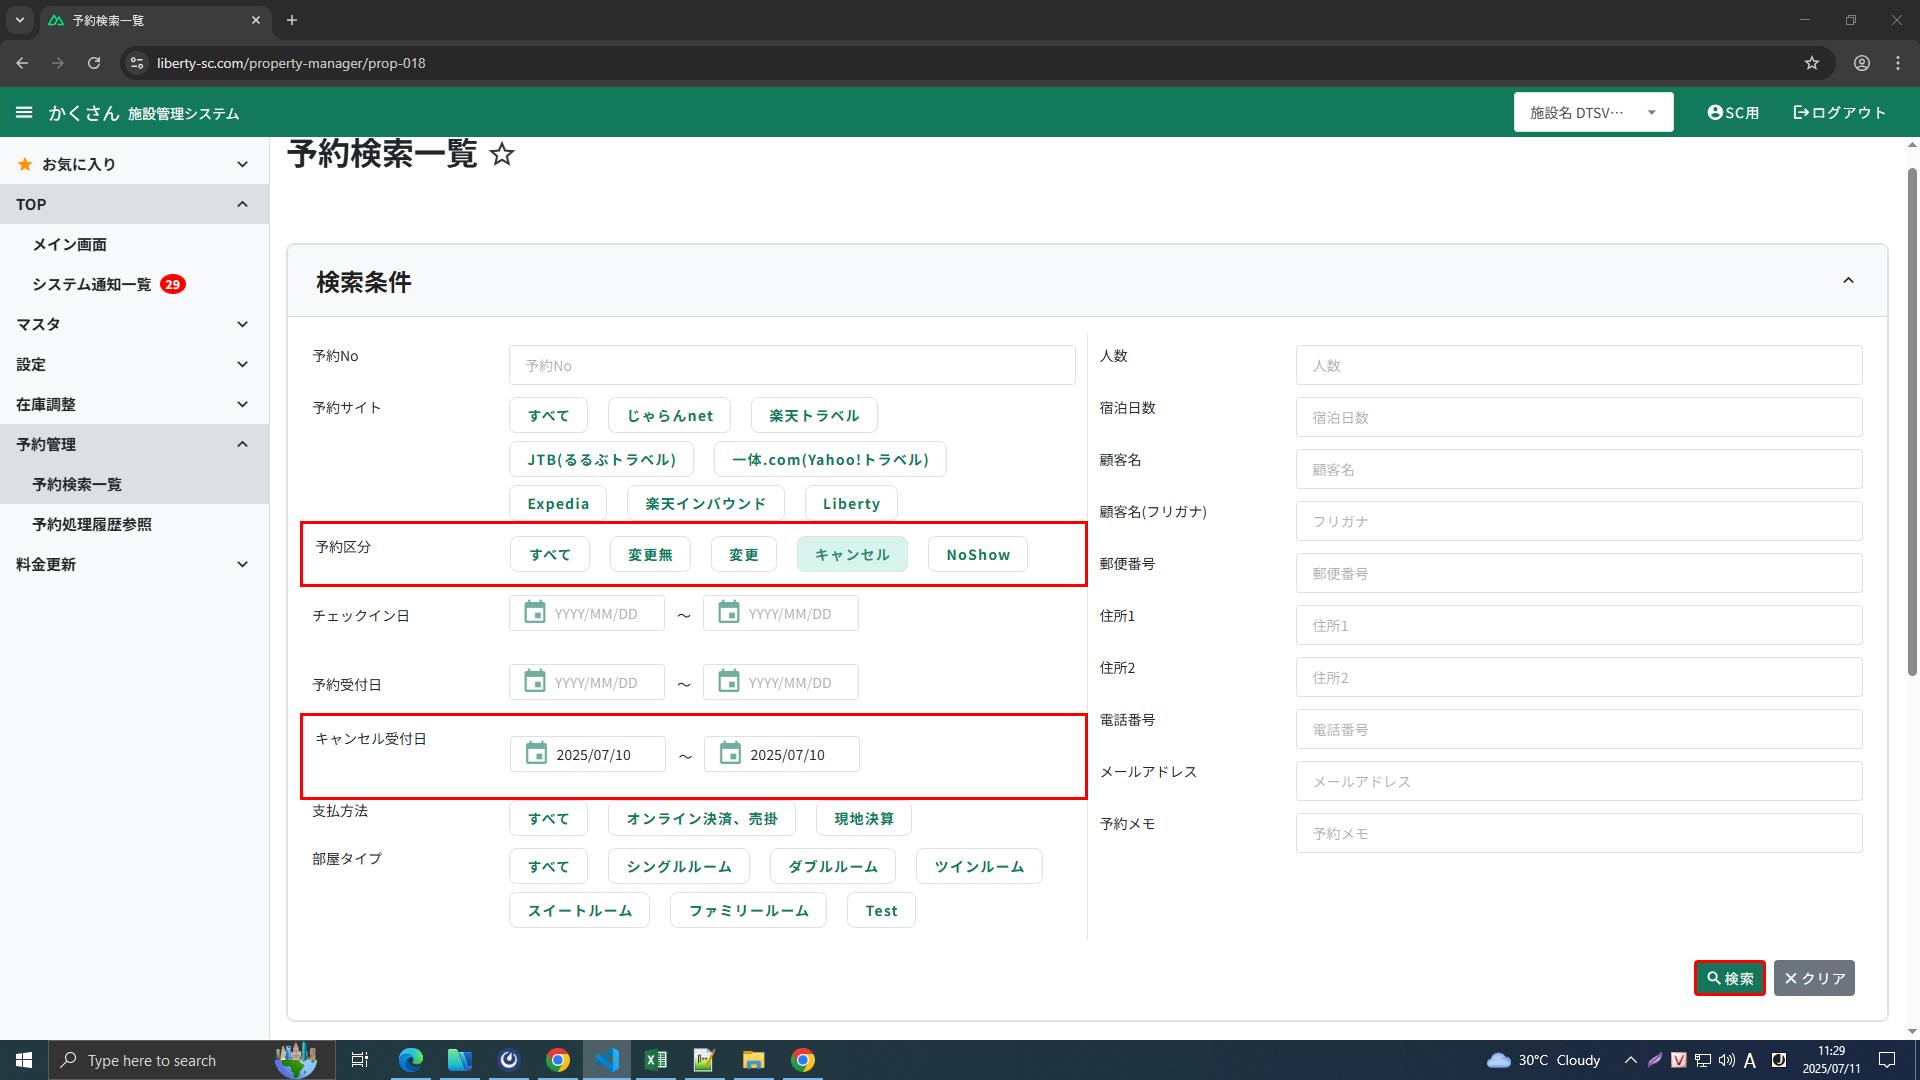 予約検索一覧
liberty-sc.com/property-manager/prop-018
かくさん 施設管理システム
施設名 DTSV…
SC用
ログアウト
お気に入り
TOP
メイン画面
システム通知一覧 29
マスタ
設定
在庫調整
予約管理
予約検索一覧
予約処理履歴参照
料金更新
予約検索一覧
検索条件
予約No
予約No
予約サイト
すべて じゃらんnet 楽天トラベル
JTB(るるぶトラベル) 一体.com(Yahoo!トラベル)
Expedia 楽天インバウンド Liberty
予約区分
すべて 変更無 変更 キャンセル NoShow
チェックイン日
YYYY/MM/DD ～ YYYY/MM/DD
予約受付日
YYYY/MM/DD ～ YYYY/MM/DD
キャンセル受付日
2025/07/10 ～ 2025/07/10
支払方法
すべて オンライン決済、売掛 現地決算
部屋タイプ
すべて シングルルーム ダブルルーム ツインルーム
スイートルーム ファミリールーム Test
人数
人数
宿泊日数
宿泊日数
顧客名
顧客名
顧客名(フリガナ)
フリガナ
郵便番号
郵便番号
住所1
住所1
住所2
住所2
電話番号
電話番号
メールアドレス
メールアドレス
予約メモ
予約メモ
検索
クリア
Type here to search
30°C Cloudy
A
11:29
2025/07/11